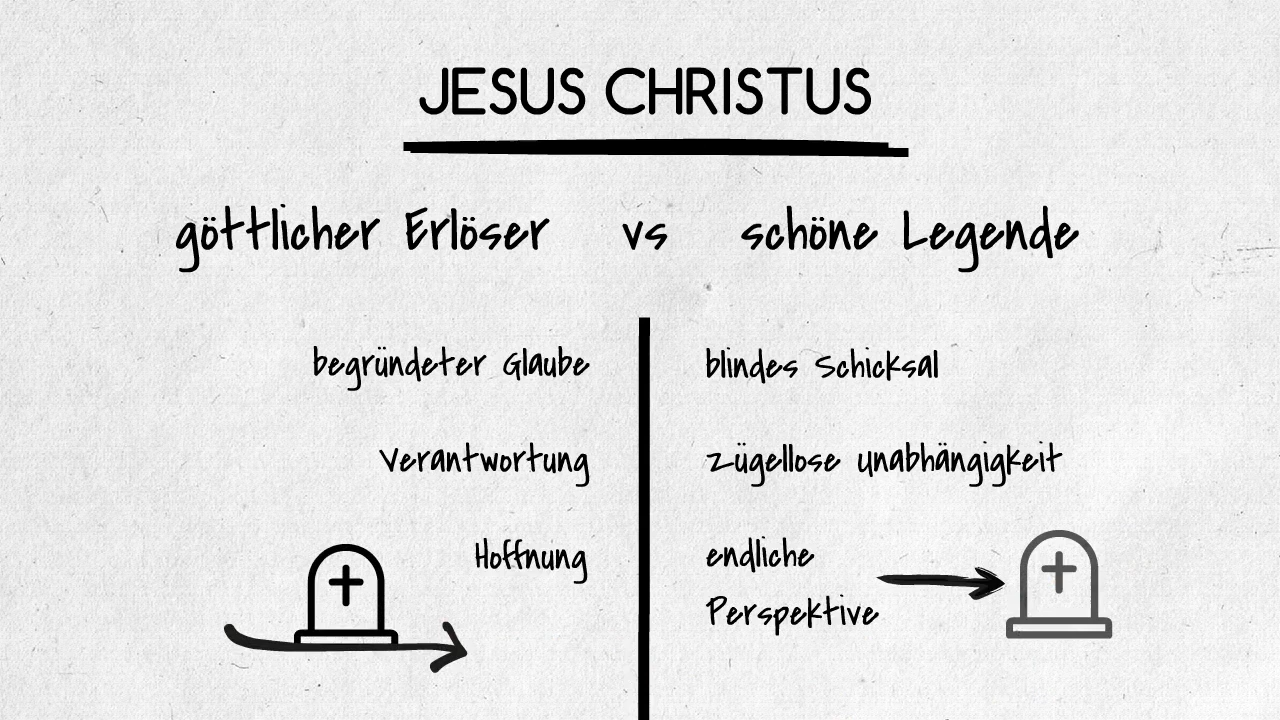 JESUS CHRISTUS
göttlicher Erlöser vs schöne Legende
begründeter Glaube
Verantwortung
Hoffnung
blindes Schicksal
Zügellose Unabhängigkeit
endliche
Perspektive